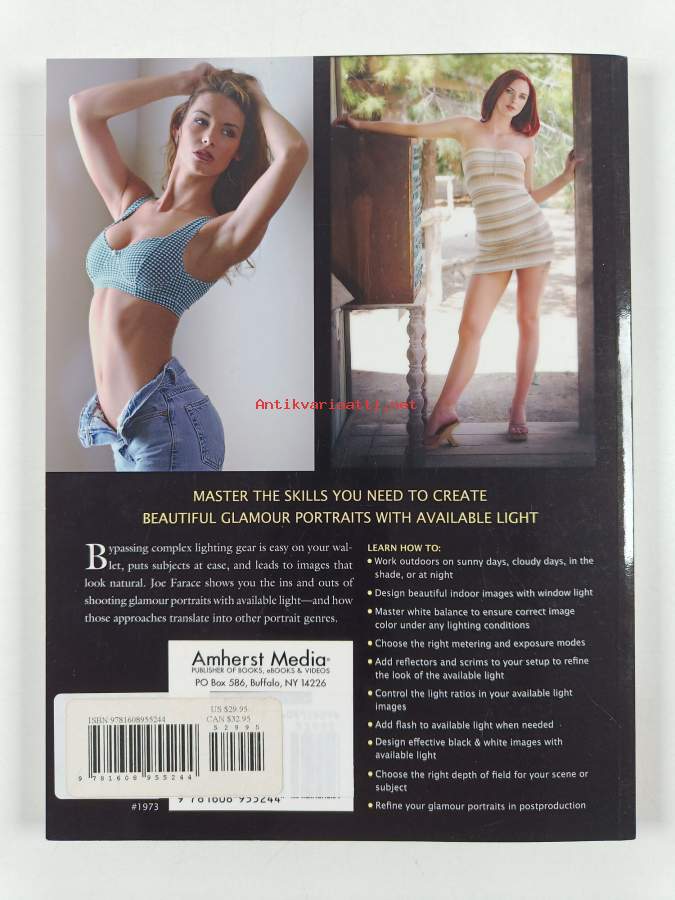 Antikvariaatti.net
MASTER THE SKILLS YOU NEED TO CREATE
BEAUTIFUL GLAMOUR PORTRAITS WITH AVAILABLE LIGHT
Bypassing complex lighting gear is easy on your wal-
let, puts subjects at ease, and leads to images that
look natural. Joe Farace shows you the ins and outs of
shooting glamour portraits with available light—and how
those approaches translate into other portrait genres.
LEARN HOW TO:
• Work outdoors on sunny days, cloudy days, in the
shade, or at night
• Design beautiful indoor images with window light
• Master white balance to ensure correct image
color under any lighting conditions
• Choose the right metering and exposure modes
• Add reflectors and scrims to your setup to refine
the look of the available light
• Control the light ratios in your available light
images
• Add flash to available light when needed
• Design effective black & white images with
available light
• Choose the right depth of field for your scene or
subject
• Refine your glamour portraits in postproduction
Amherst Media®
PUBLISHER OF BOOKS, eBOOKS & VIDEOS
PO Box 586, Buffalo, NY 14226
US $29.95
ISBN 9781608955244
CAN $32.95
52995
9 781608 955244
9 781608 955244
#1973